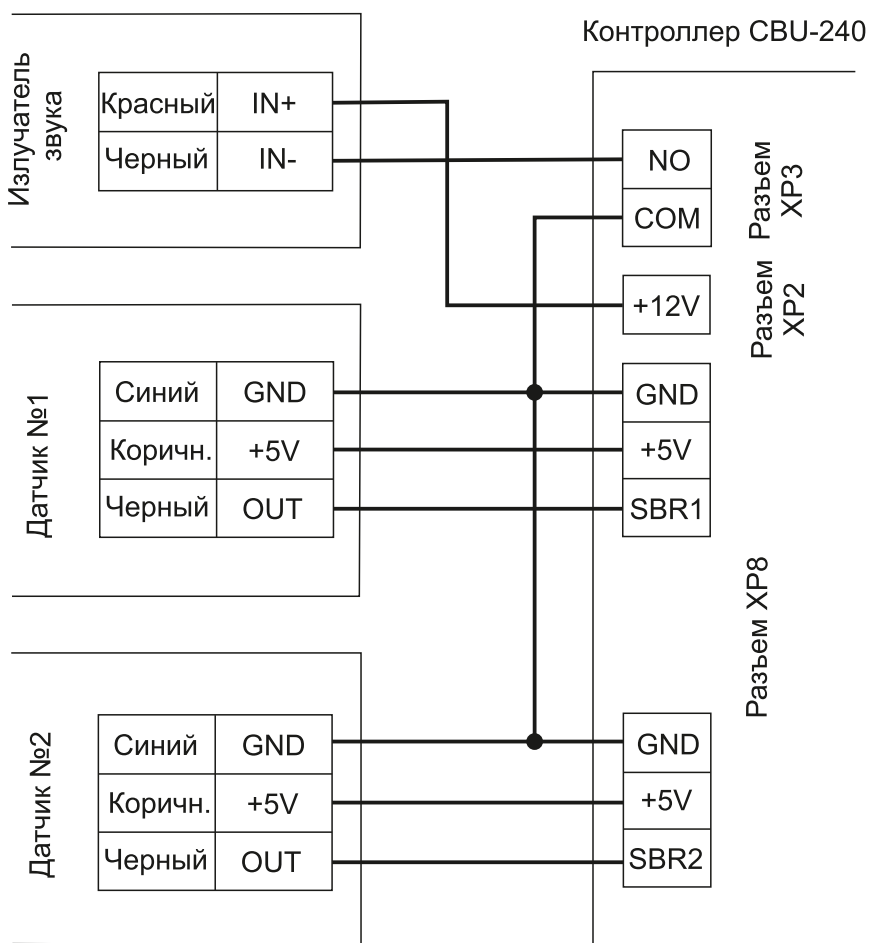 Контроллер CBU-240
Излучатель
звука
Красный IN+
Черный IN-
NO
COM
Разъем
XP3
+12V
Разъем
XP2
Датчик №1
Синий GND
Коричн. +5V
Черный OUT
GND
+5V
SBR1
Разъем XP8
Датчик №2
Синий GND
Коричн. +5V
Черный OUT
GND
+5V
SBR2